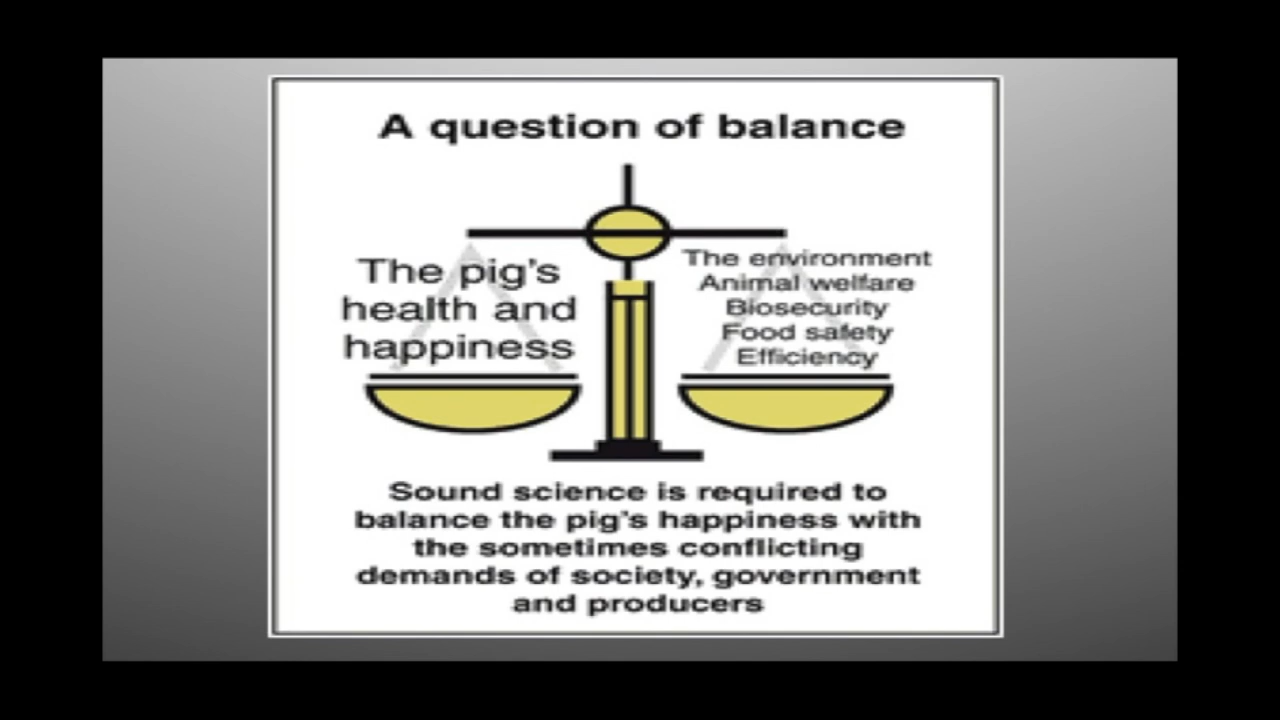 A question of balance
The pig's
health and
happiness
The environment
Animal welfare
Biosecurity
Food safety
Efficiency
Sound science is required to
balance the pig's happiness with
the sometimes conflicting
demands of society, government
and producers